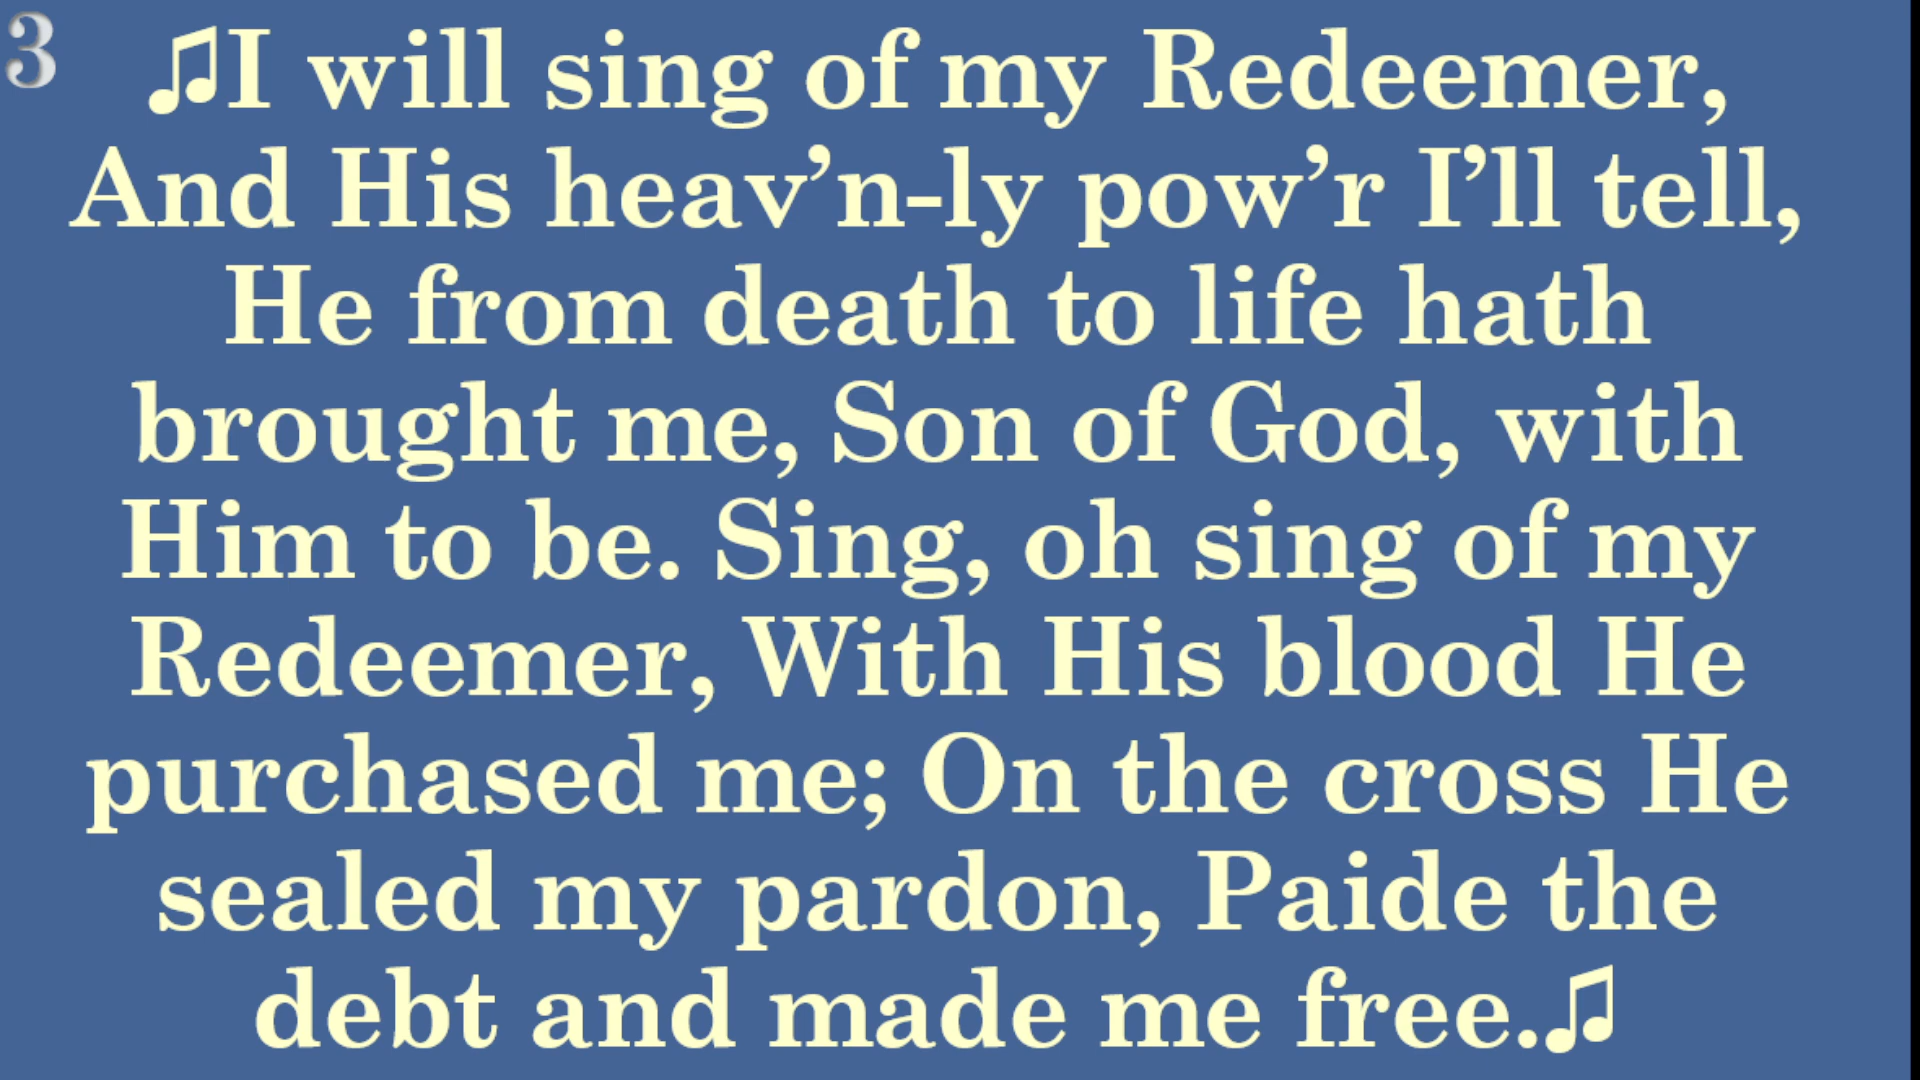 3
♫I will sing of my Redeemer,
And His heav’n-ly pow’r I’ll tell,
He from death to life hath
brought me, Son of God, with
Him to be. Sing, oh sing of my
Redeemer, With His blood He
purchased me; On the cross He
sealed my pardon, Paide the
debt and made me free.♫